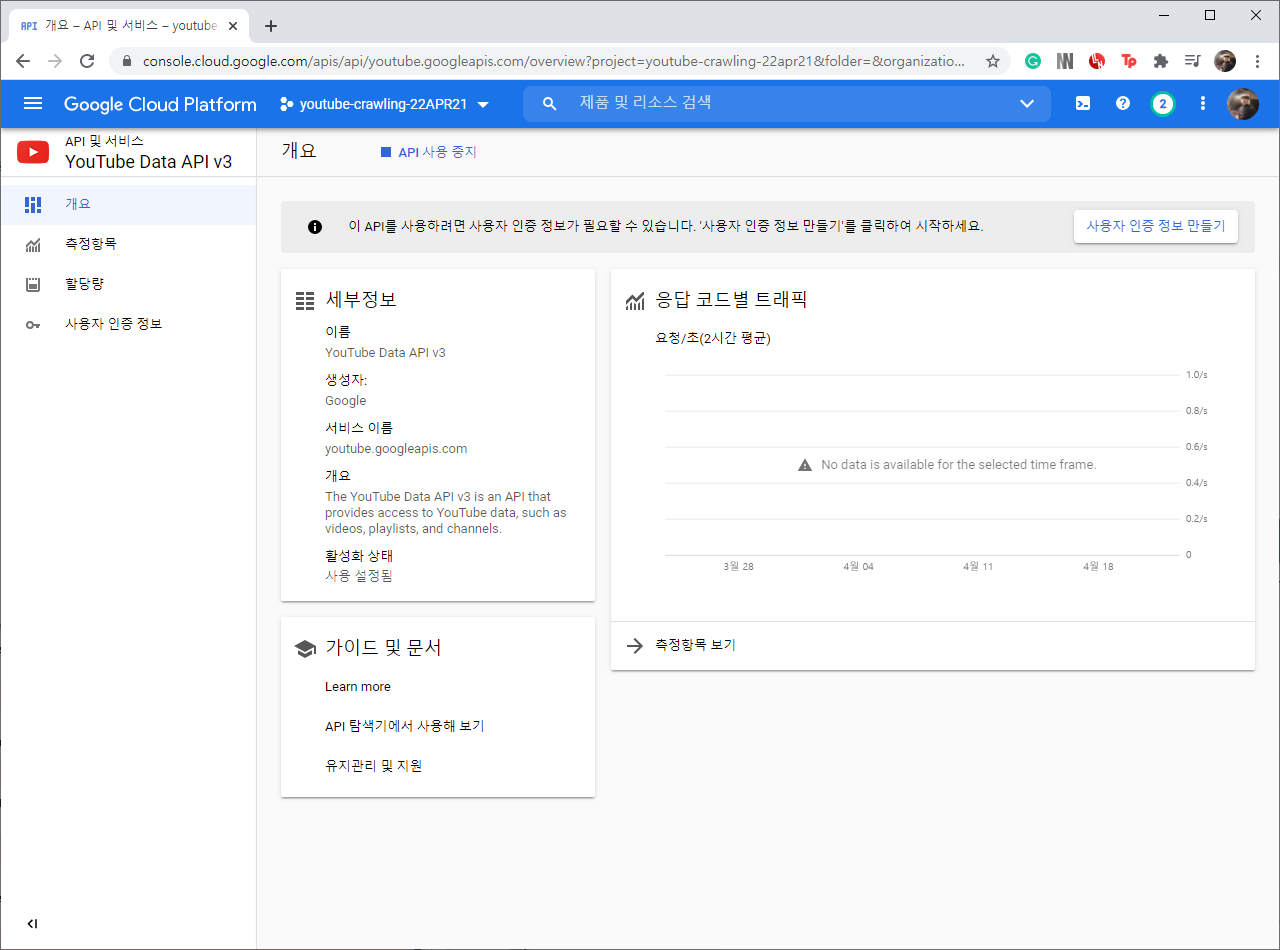 API 개요 – API 및 서비스 – youtube
console.cloud.google.com/apis/api/youtube.googleapis.com/overview?project=youtube-crawling-22apr21&folder=&organizatio...
Google Cloud Platform
youtube-crawling-22APR21
제품 및 리소스 검색
2
API 및 서비스
YouTube Data API v3
개요
API 사용 중지
개요
측정항목
할당량
사용자 인증 정보
이 API를 사용하려면 사용자 인증 정보가 필요할 수 있습니다. '사용자 인증 정보 만들기'를 클릭하여 시작하세요.
사용자 인증 정보 만들기
세부정보
이름
YouTube Data API v3
생성자:
Google
서비스 이름
youtube.googleapis.com
개요
The YouTube Data API v3 is an API that
provides access to YouTube data, such as
videos, playlists, and channels.
활성화 상태
사용 설정됨
응답 코드별 트래픽
요청/초(2시간 평균)
1.0/s
0.8/s
0.6/s
No data is available for the selected time frame.
0.4/s
0.2/s
0
3월 28
4월 04
4월 11
4월 18
측정항목 보기
가이드 및 문서
Learn more
API 탐색기에서 사용해 보기
유지관리 및 지원